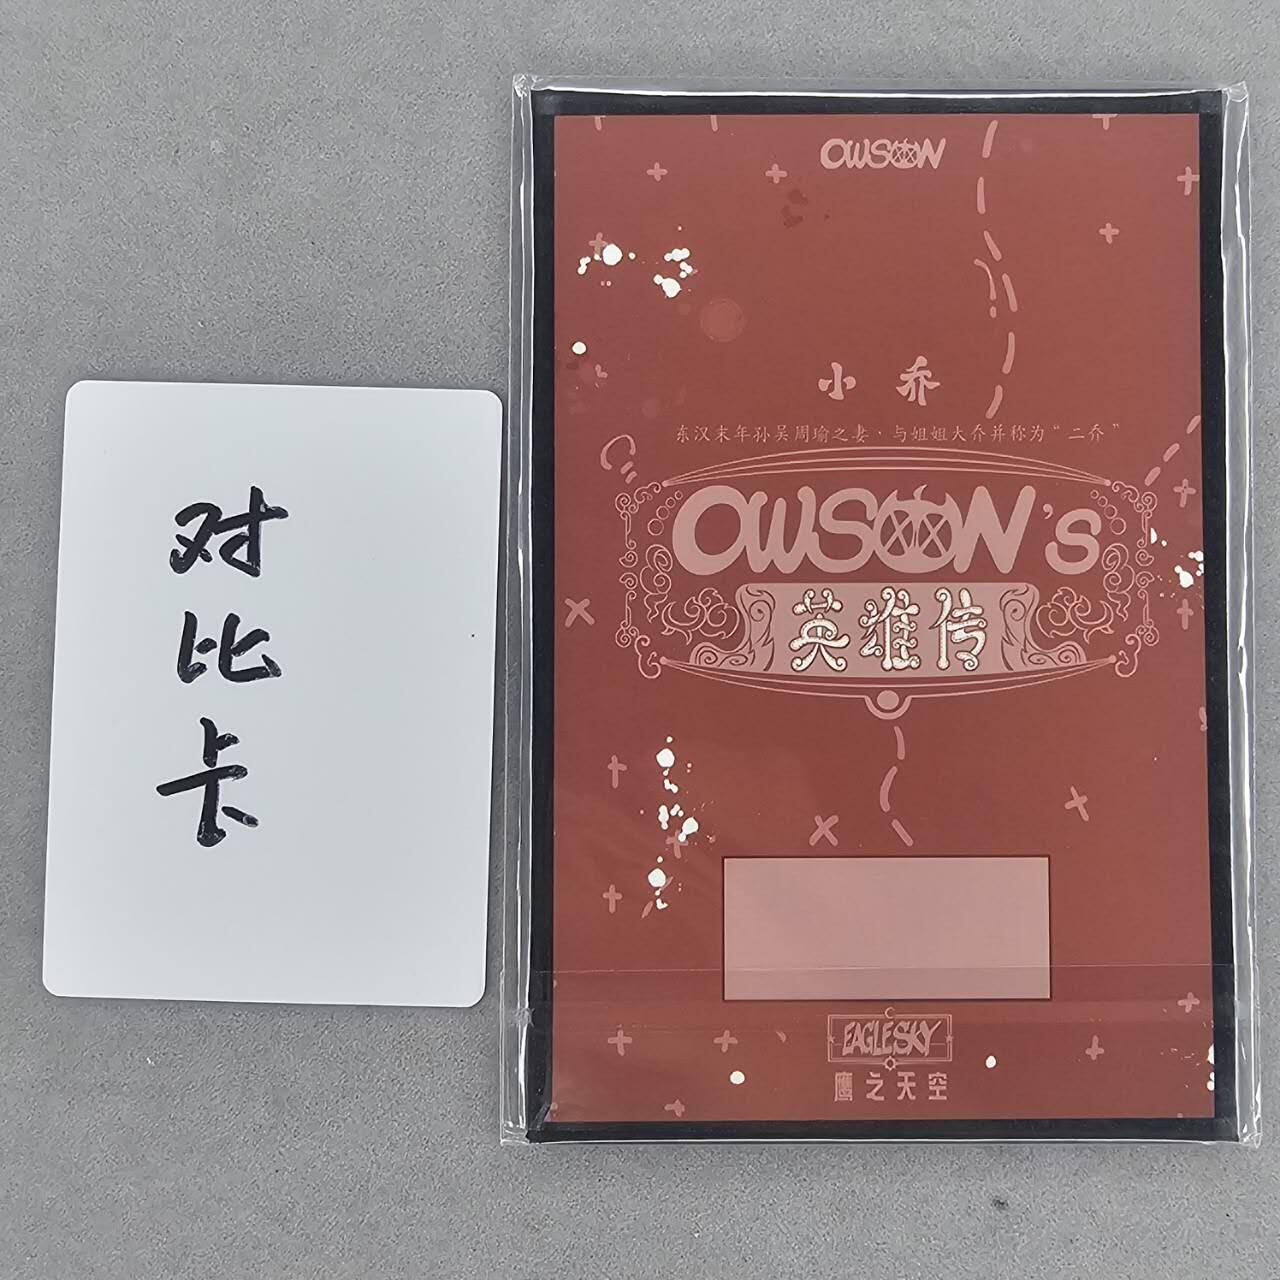 对
比
卡
OWSON
小乔
东汉末年孙吴周瑜之妻·与姐姐大乔并称为“二乔”
OWSON's
英雄传
EAGLESKY
鹰之天空